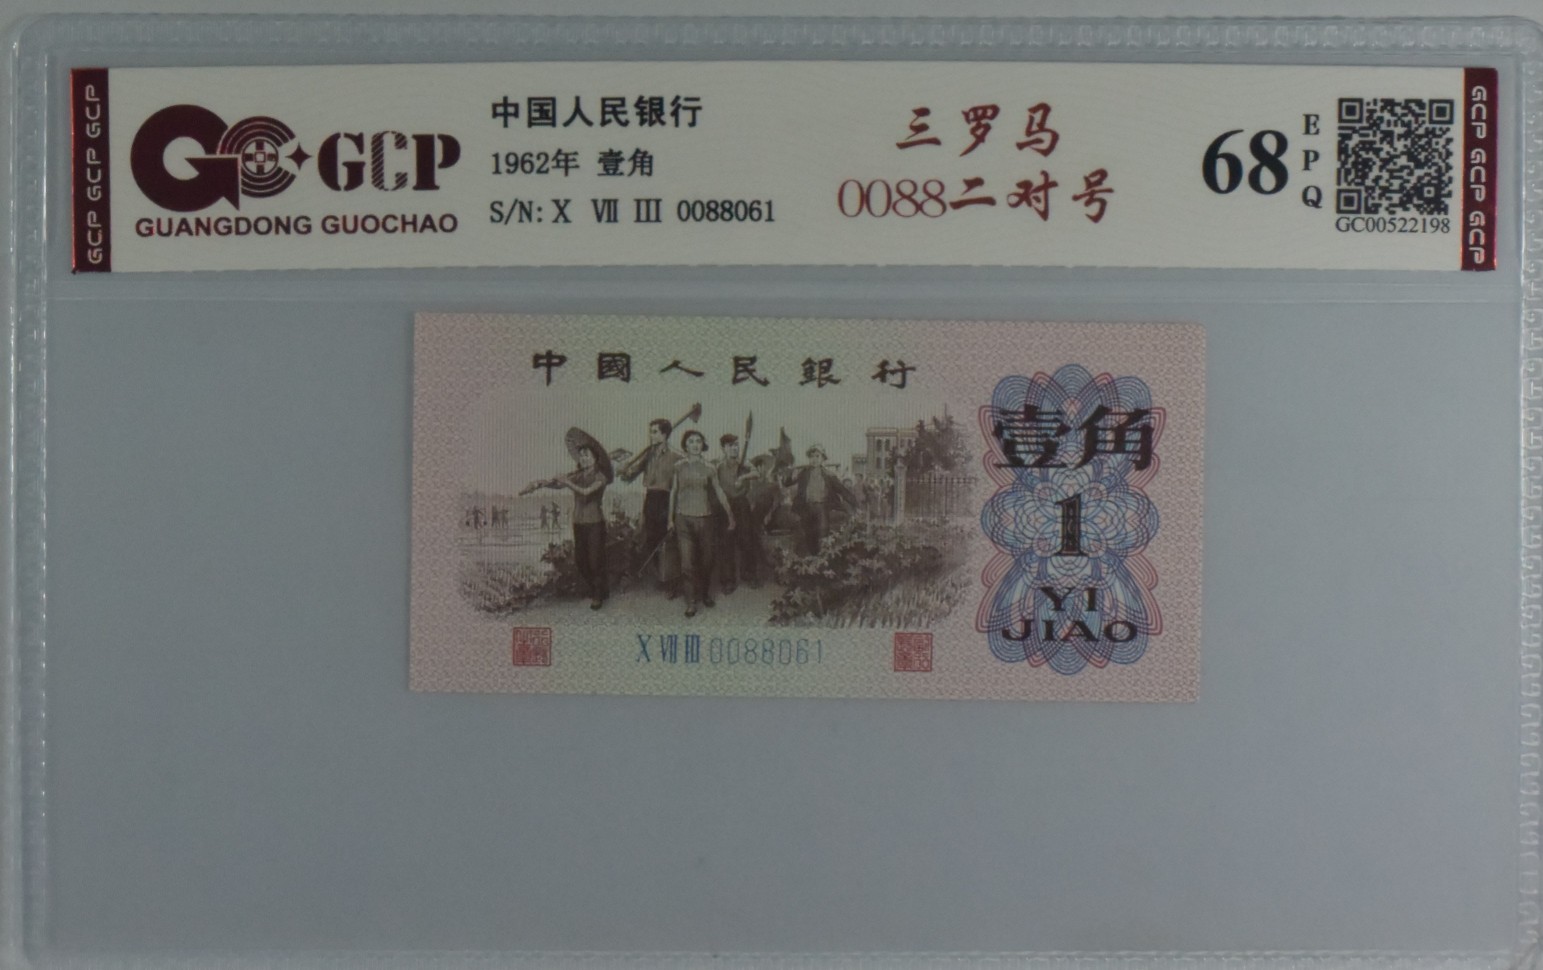 GCP GCP GCP
GCP
GUANGDONG GUOCHAO
中国人民银行
1962年 壹角
S/N: X Ⅶ Ⅲ 0088061
三罗马
0088二对号
68
EPQ
GC00522198
GCP GCP GCP
中國人民銀行
壹角
1
YI
JIAO
X Ⅶ Ⅲ 0088061